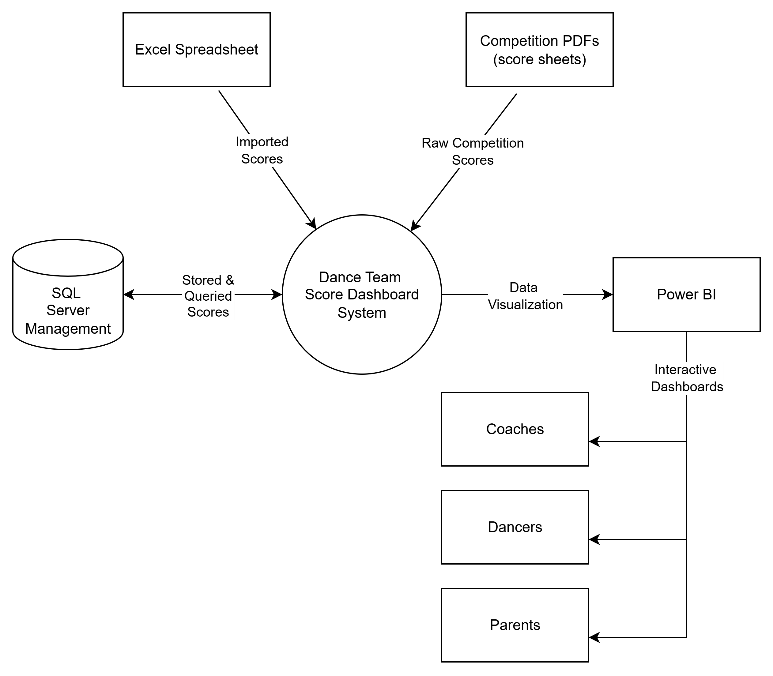 Excel Spreadsheet
Competition PDFs
(score sheets)
Imported
Scores
Raw Competition
Scores
SQL
Server
Management
Stored &
Queried
Scores
Dance Team
Score Dashboard
System
Data
Visualization
Power BI
Interactive
Dashboards
Coaches
Dancers
Parents